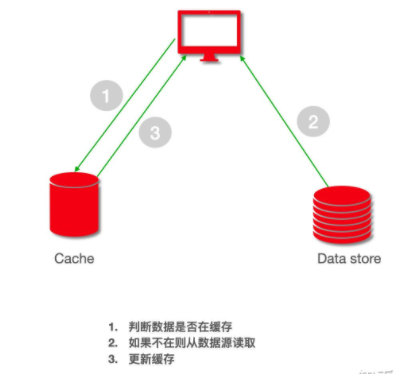 1
3
2
Cache
Data store
1. 判断数据是否在缓存
2. 如果不在则从数据源读取
3. 更新缓存